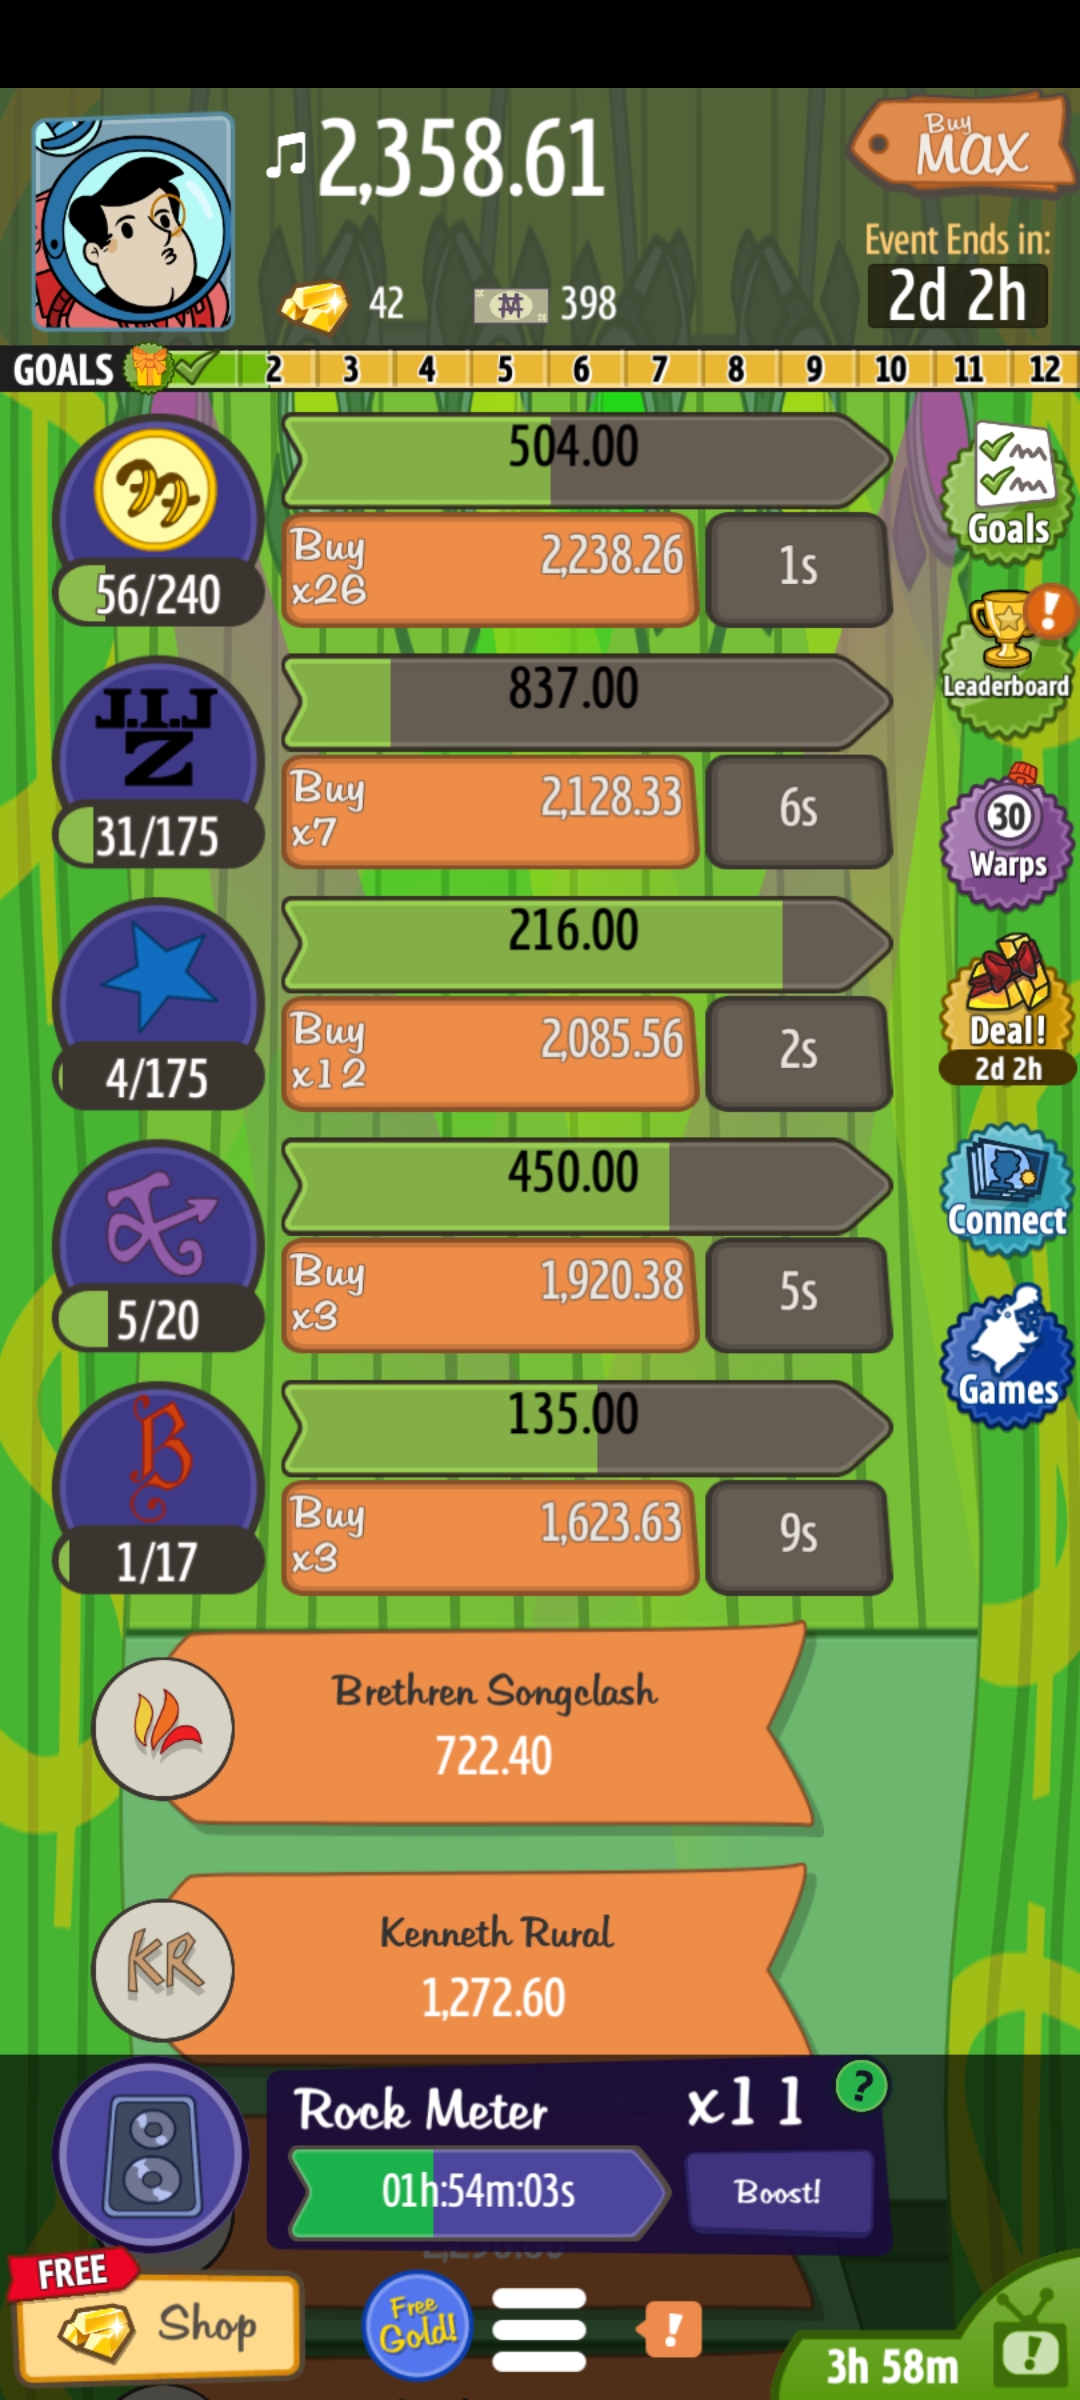 2,358.61
Buy
MAX
Event Ends in:
2d 2h
42
398
GOALS 2 3 4 5 6 7 8 9 10 11 12
504.00
Buy
x26
2,238.26
1s
56/240
Goals
J.I.J
Z
837.00
Buy
x7
2,128.33
6s
31/175
Leaderboard
216.00
Buy
x12
2,085.56
2s
4/175
30
Warps
Deal!
2d 2h
450.00
Buy
x3
1,920.38
5s
5/20
Connect
B
135.00
Buy
x3
1,623.63
9s
1/17
Games
Brethren Songclash
722.40
KR
Kenneth Rural
1,272.60
Rock Meter
x11
?
01h:54m:03s
Boost!
FREE
Shop
Free
Gold!
!
3h 58m
!